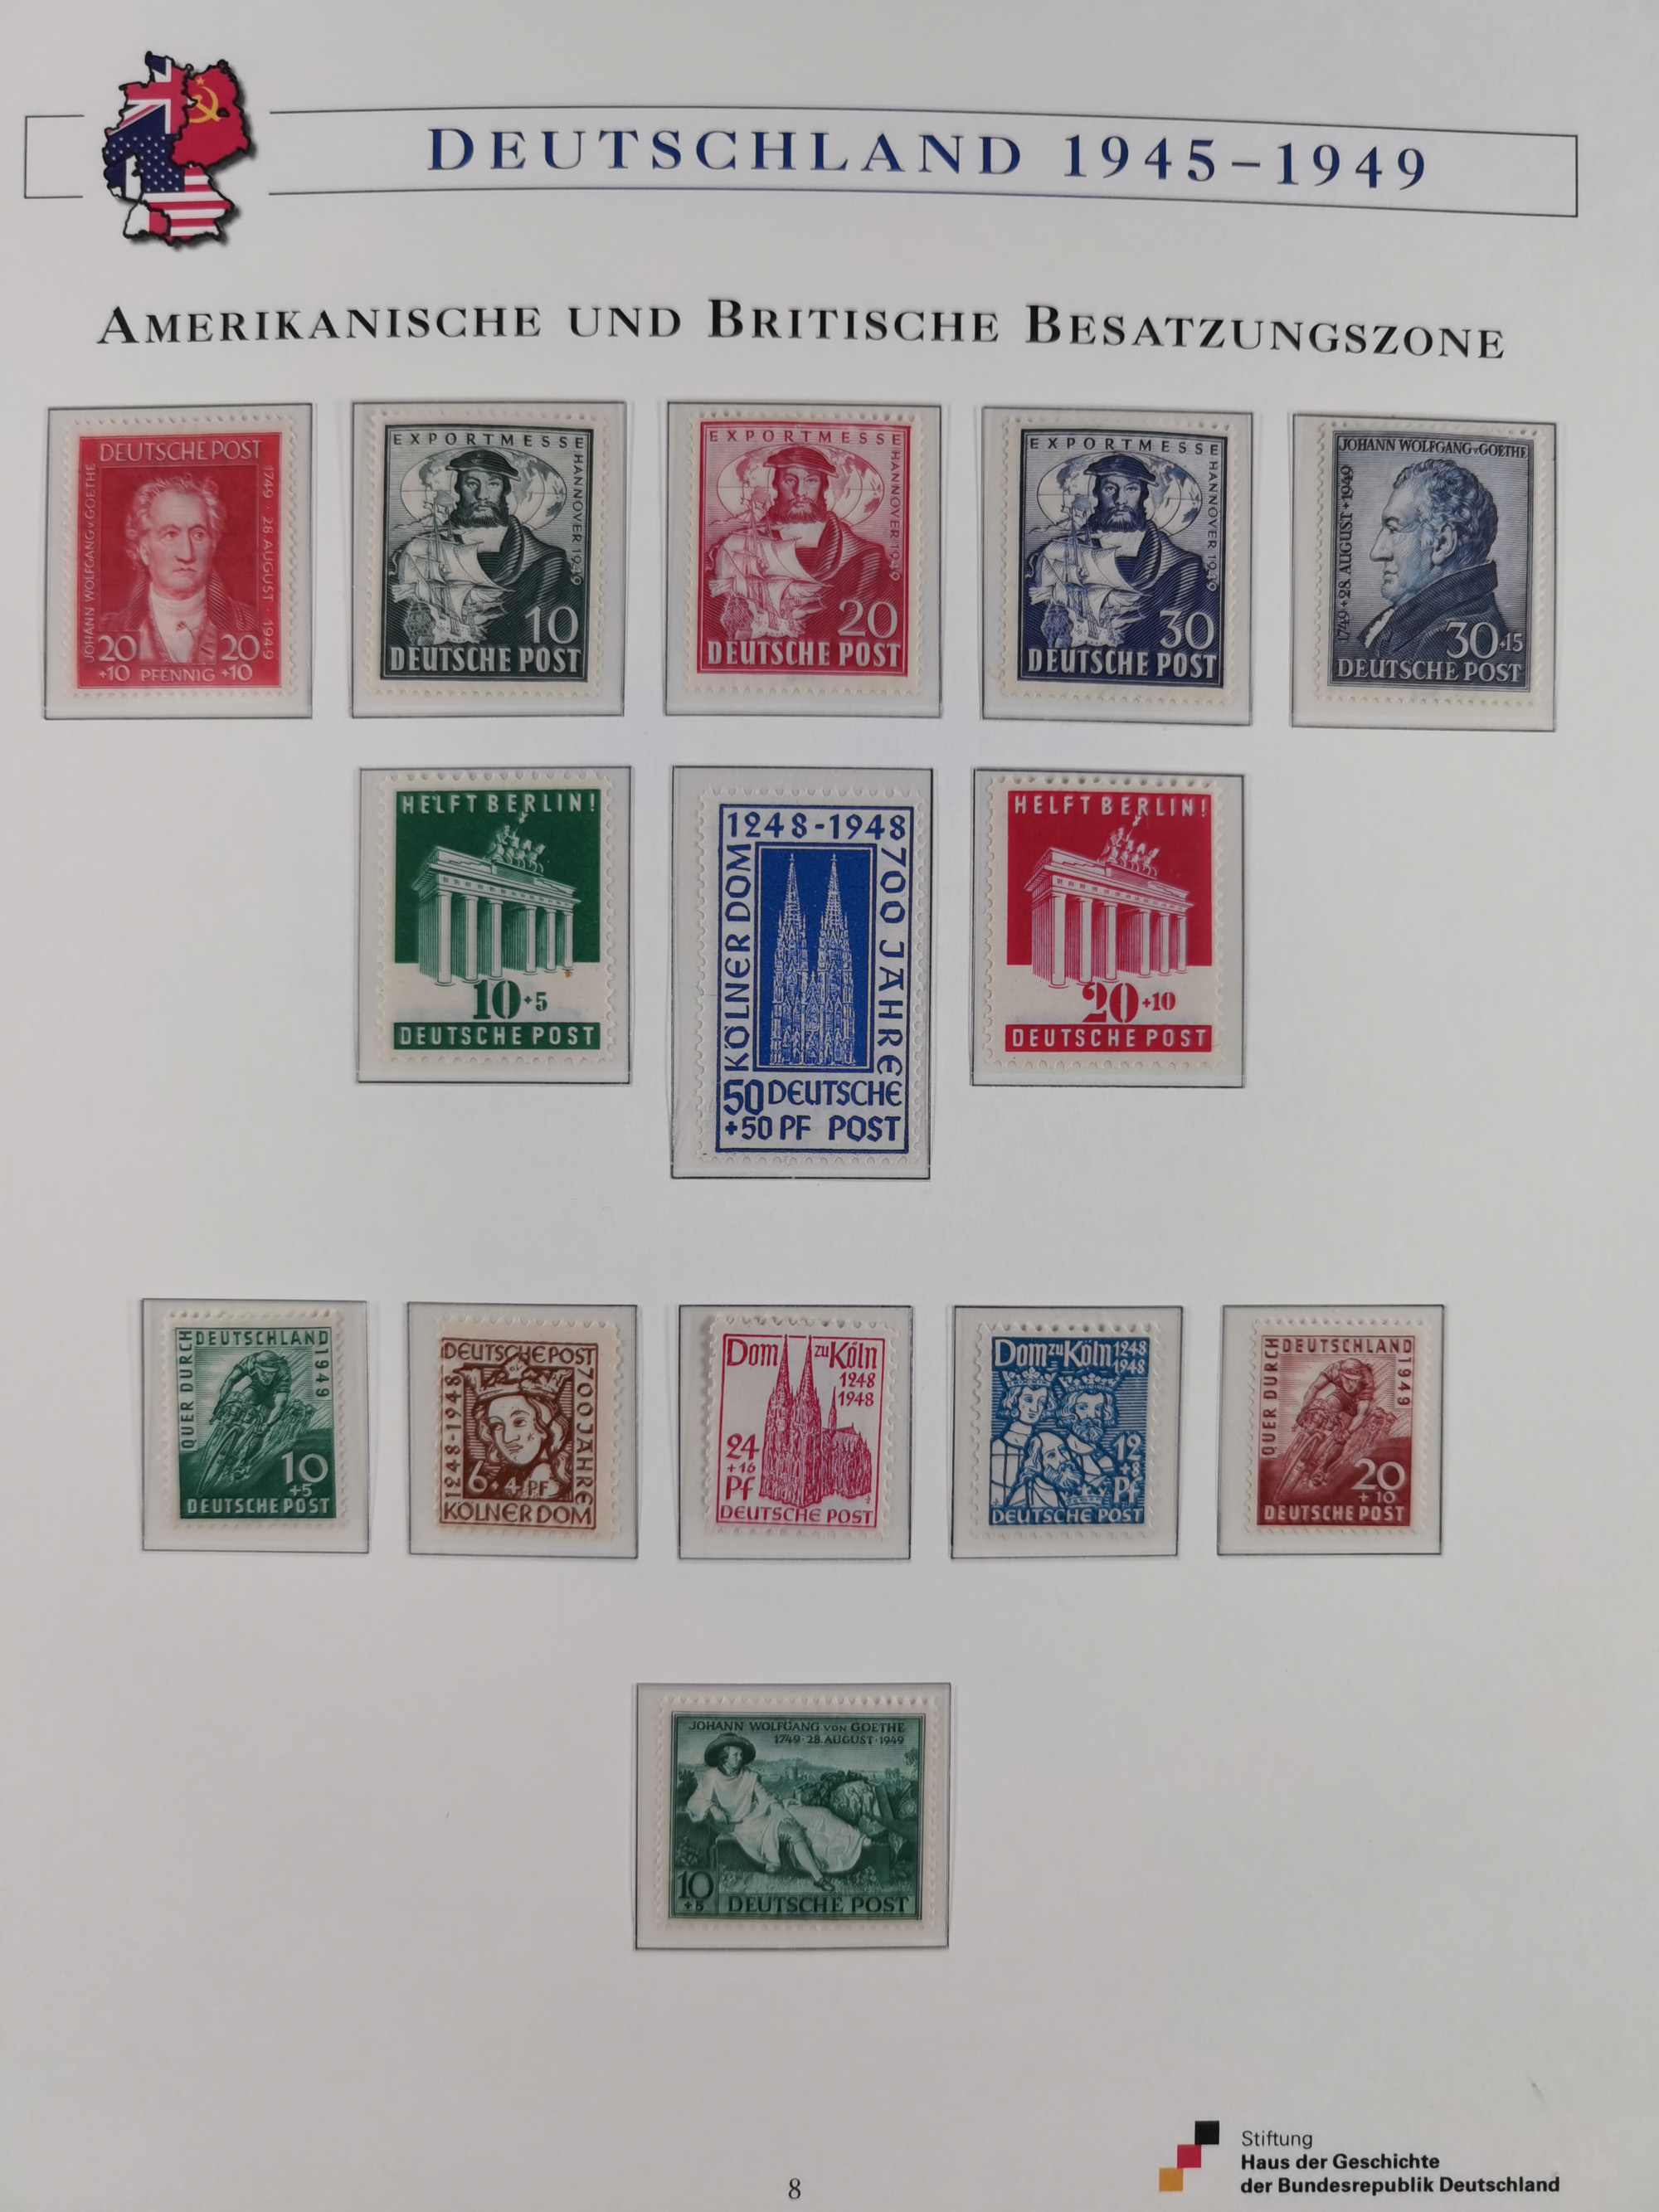 DEUTSCHLAND 1945-1949
AMERIKANISCHE UND BRITISCHE BESATZUNGSZONE
DEUTSCHE POST
JOHANN WOLFGANG v. GOETHE
1749 · 28 AUGUST · 1949
20 20
+10 PFENNIG +10
EXPORTMESSE
HANNOVER 1949
10
DEUTSCHE POST
EXPORTMESSE
HANNOVER 1949
20
DEUTSCHE POST
EXPORTMESSE
HANNOVER 1949
30
DEUTSCHE POST
JOHANN WOLFGANG v. GOETHE
1749 + 28 AUGUST + 1949
30+15
DEUTSCHE POST
HELFT BERLIN!
10+5
DEUTSCHE POST
1248-1948
KÖLNER DOM
700 JAHRE
50 DEUTSCHE
+50 PF POST
HELFT BERLIN!
20+10
DEUTSCHE POST
QUER DURCH
DEUTSCHLAND
1949
10
+5
DEUTSCHE POST
DEUTSCHE POST
1248-1948
700 JAHRE
6+4 PF
KÖLNER DOM
Dom zu Köln
1248
1948
24
+16
Pf
DEUTSCHE POST
Dom zu Köln 1248
1948
12
+8
Pf
DEUTSCHE POST
QUER DURCH
DEUTSCHLAND
1949
20
+10
DEUTSCHE POST
JOHANN WOLFGANG VON GOETHE
1749 · 28. AUGUST · 1949
10
+5
DEUTSCHE POST
Stiftung
Haus der Geschichte
der Bundesrepublik Deutschland
8